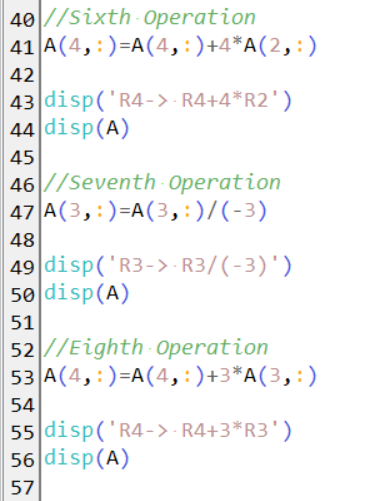 40 //Sixth Operation
41 A(4,:)=A(4,:)+4*A(2,:)
42
43 disp('R4-> R4+4*R2')
44 disp(A)
45
46 //Seventh Operation
47 A(3,:)=A(3,:)/(-3)
48
49 disp('R3-> R3/(-3)')
50 disp(A)
51
52 //Eighth Operation
53 A(4,:)=A(4,:)+3*A(3,:)
54
55 disp('R4-> R4+3*R3')
56 disp(A)
57